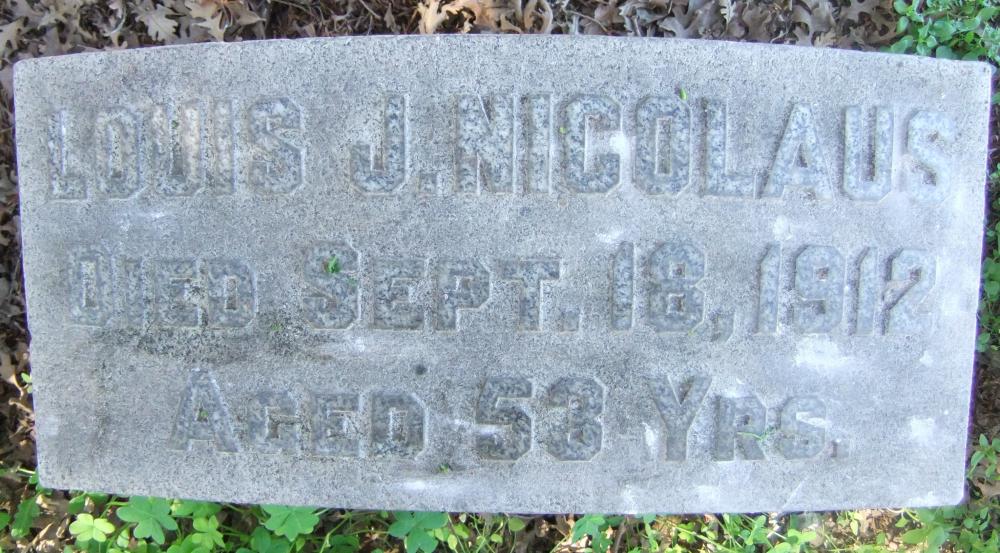 LOUIS J. NICOLAUS
DIED SEPT. 18, 1912
AGED 53 YRS.